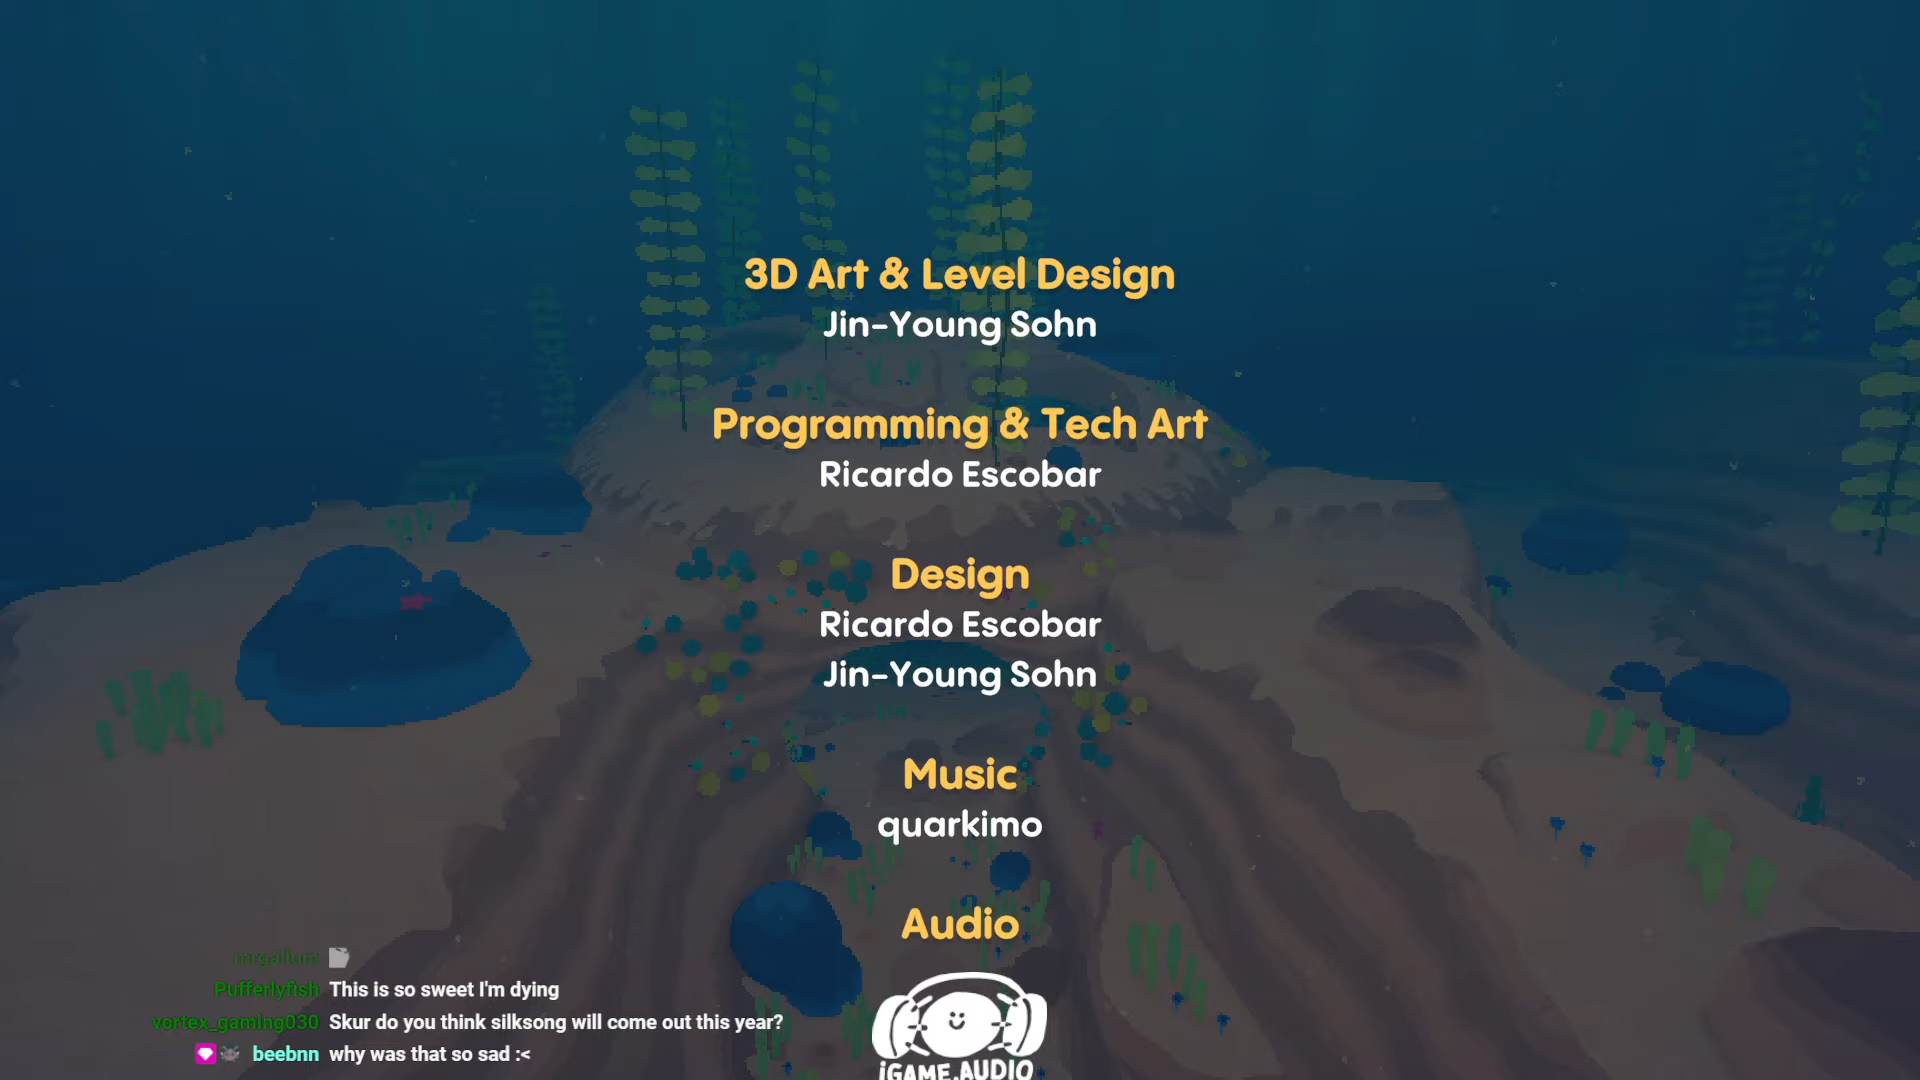 3D Art & Level Design
Jin-Young Sohn
Programming & Tech Art
Ricardo Escobar
Design
Ricardo Escobar
Jin-Young Sohn
Music
quarkimo
Audio
iGAME.AUDIO
mrgallum
Pufferlyfish This is so sweet I'm dying
vortex_gaming030 Skur do you think silksong will come out this year?
beebnn why was that so sad :<